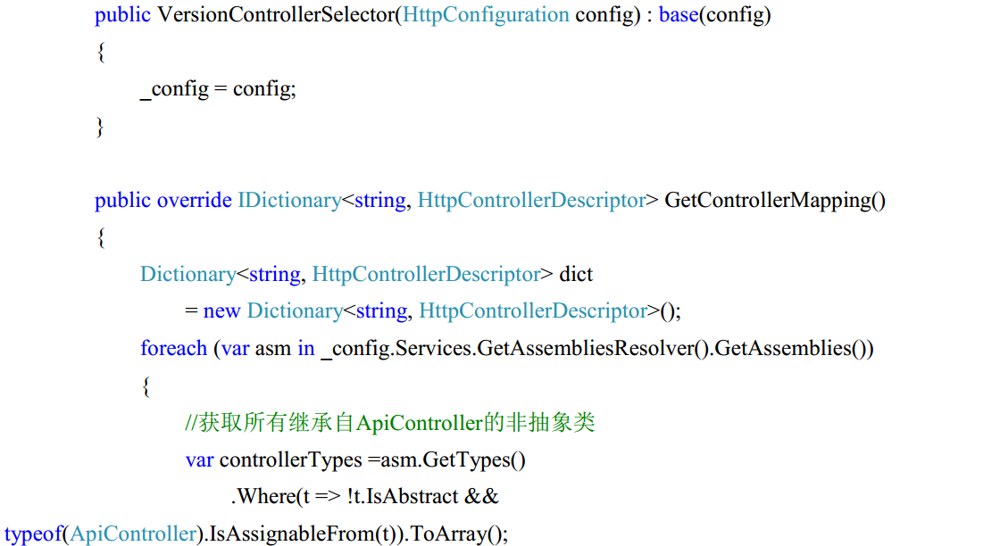 public VersionControllerSelector(HttpConfiguration config) : base(config)
{
_config = config;
}
public override IDictionary<string, HttpControllerDescriptor> GetControllerMapping()
{
Dictionary<string, HttpControllerDescriptor> dict
= new Dictionary<string, HttpControllerDescriptor>();
foreach (var asm in _config.Services.GetAssembliesResolver().GetAssemblies())
{
//获取所有继承自ApiController的非抽象类
var controllerTypes =asm.GetTypes()
.Where(t => !t.IsAbstract &&
typeof(ApiController).IsAssignableFrom(t)).ToArray();